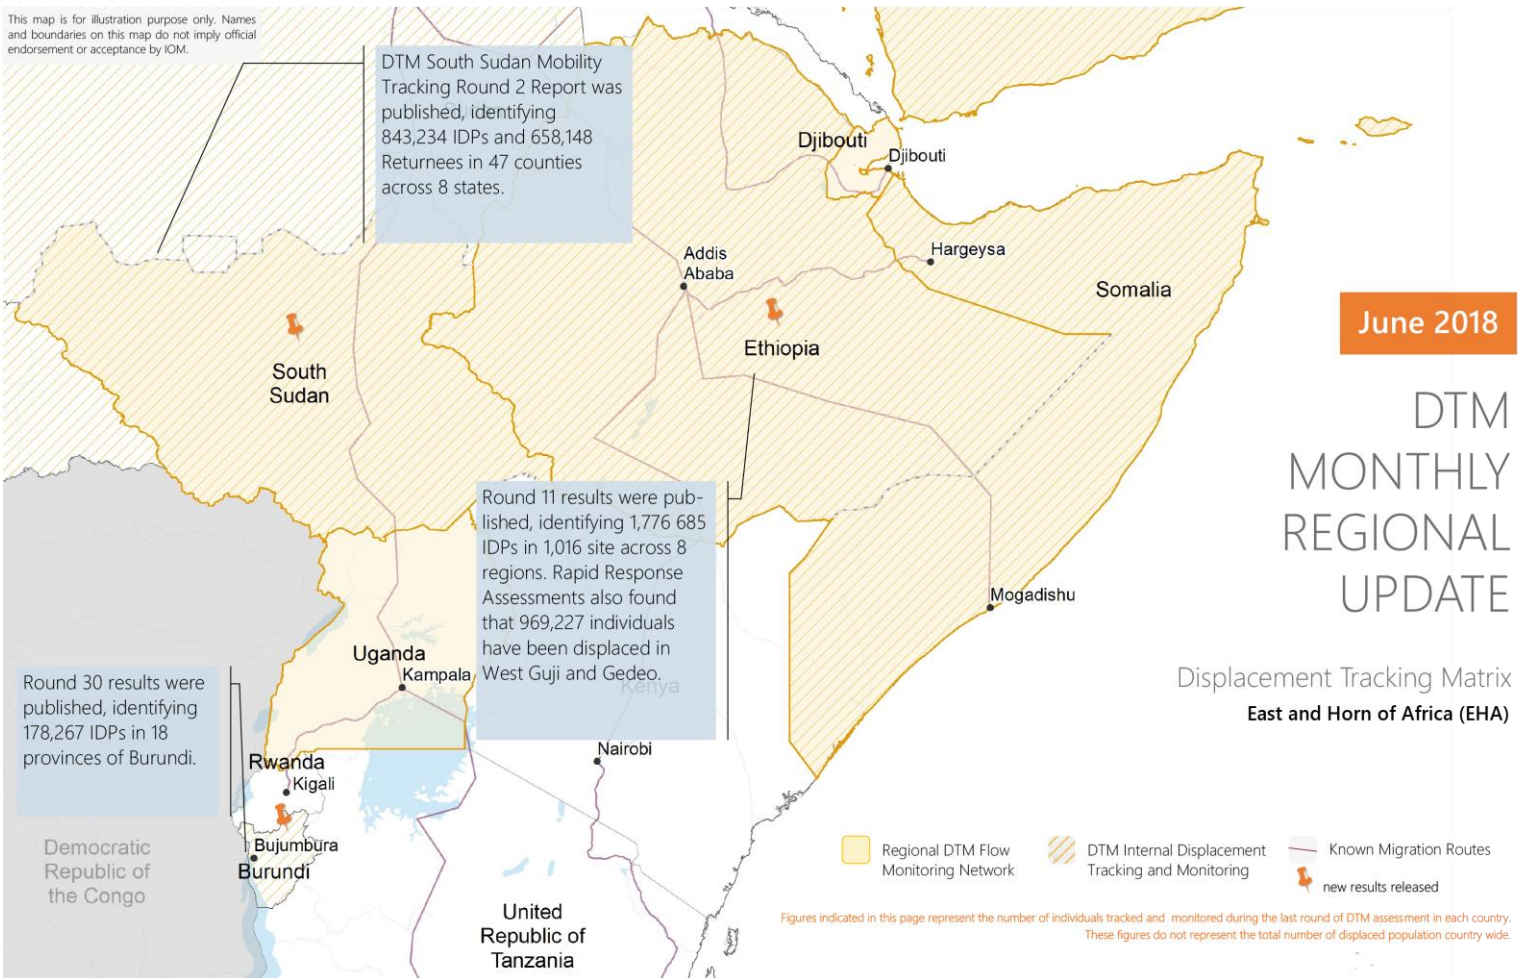 This map is for illustration purpose only. Names
and boundaries on this map do not imply official
endorsement or acceptance by IOM.
DTM South Sudan Mobility
Tracking Round 2 Report was
published, identifying
843,234 IDPs and 658,148
Returnees in 47 counties
across 8 states.
Djibouti
Djibouti
Addis
Ababa
Hargeysa
Somalia
Ethiopia
South
Sudan
June 2018
DTM
MONTHLY
REGIONAL
UPDATE
Displacement Tracking Matrix
East and Horn of Africa (EHA)
Round 11 results were pub-
lished, identifying 1,776 685
IDPs in 1,016 site across 8
regions. Rapid Response
Assessments also found
that 969,227 individuals
have been displaced in
West Guji and Gedeo.
Kenya
Mogadishu
Uganda
Kampala
Nairobi
Round 30 results were
published, identifying
178,267 IDPs in 18
provinces of Burundi.
Rwanda
Kigali
Bujumbura
Burundi
Democratic
Republic of
the Congo
United
Republic of
Tanzania
Regional DTM Flow
Monitoring Network
DTM Internal Displacement
Tracking and Monitoring
Known Migration Routes
new results released
Figures indicated in this page represent the number of individuals tracked and monitored during the last round of DTM assessment in each country.
These figures do not represent the total number of displaced population country wide.